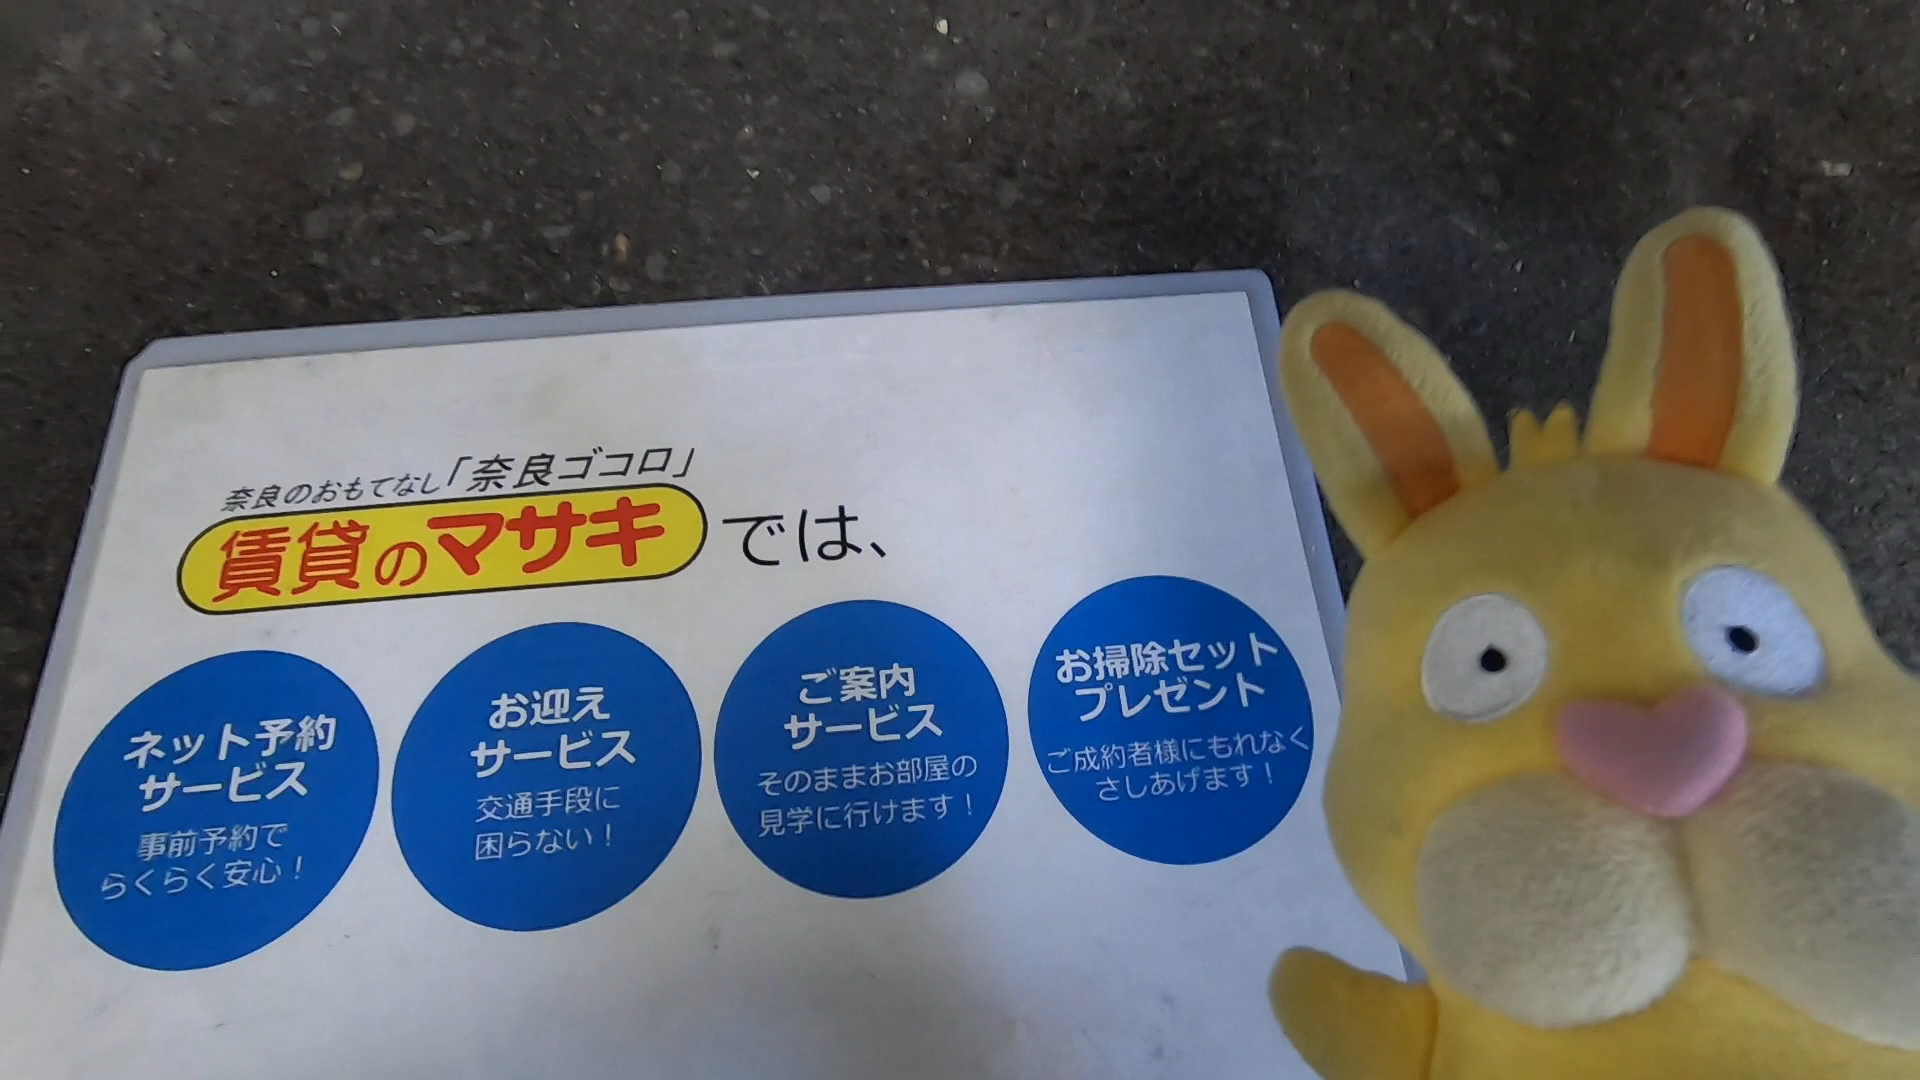 奈良のおもてなし「奈良ゴコロ」
賃貸のマサキでは、
ネット予約
サービス
事前予約で
らくらく安心！
お迎え
サービス
交通手段に
困らない！
ご案内
サービス
そのままお部屋の
見学に行けます！
お掃除セット
プレゼント
ご成約者様にもれなく
さしあげます！